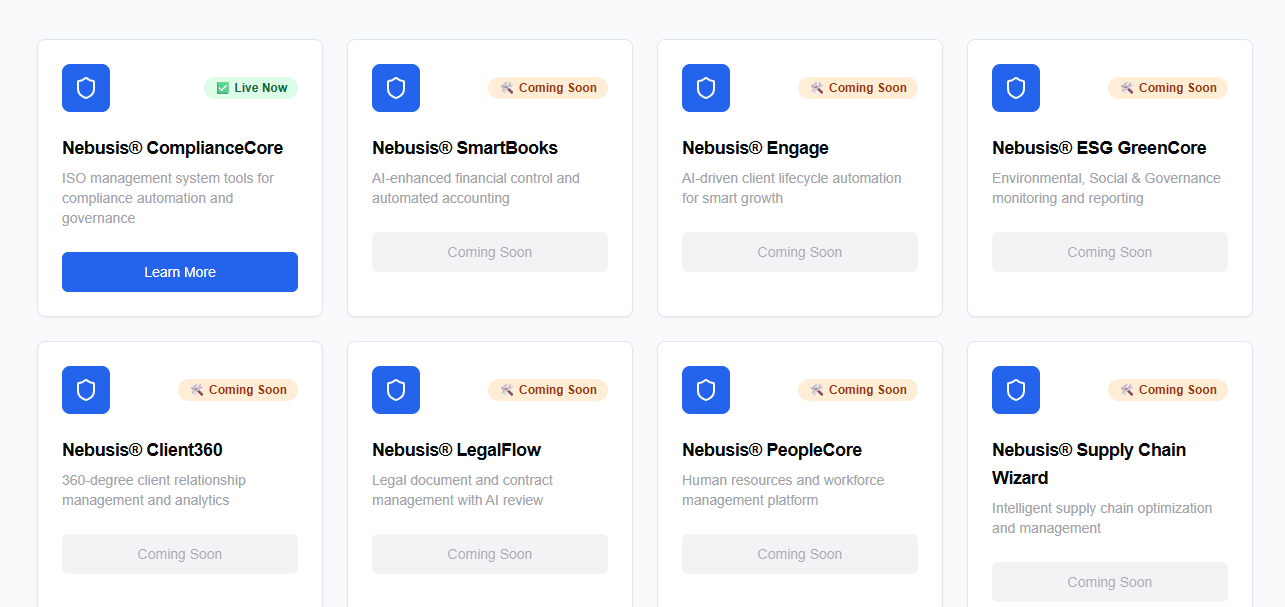 ✅ Live Now
Nebusis® ComplianceCore
ISO management system tools for
compliance automation and
governance
Learn More
🛠 Coming Soon
Nebusis® SmartBooks
AI-enhanced financial control and
automated accounting
Coming Soon
🛠 Coming Soon
Nebusis® Engage
AI-driven client lifecycle automation
for smart growth
Coming Soon
🛠 Coming Soon
Nebusis® ESG GreenCore
Environmental, Social & Governance
monitoring and reporting
Coming Soon
🛠 Coming Soon
Nebusis® Client360
360-degree client relationship
management and analytics
Coming Soon
🛠 Coming Soon
Nebusis® LegalFlow
Legal document and contract
management with AI review
Coming Soon
🛠 Coming Soon
Nebusis® PeopleCore
Human resources and workforce
management platform
Coming Soon
🛠 Coming Soon
Nebusis® Supply Chain
Wizard
Intelligent supply chain optimization
and management
Coming Soon